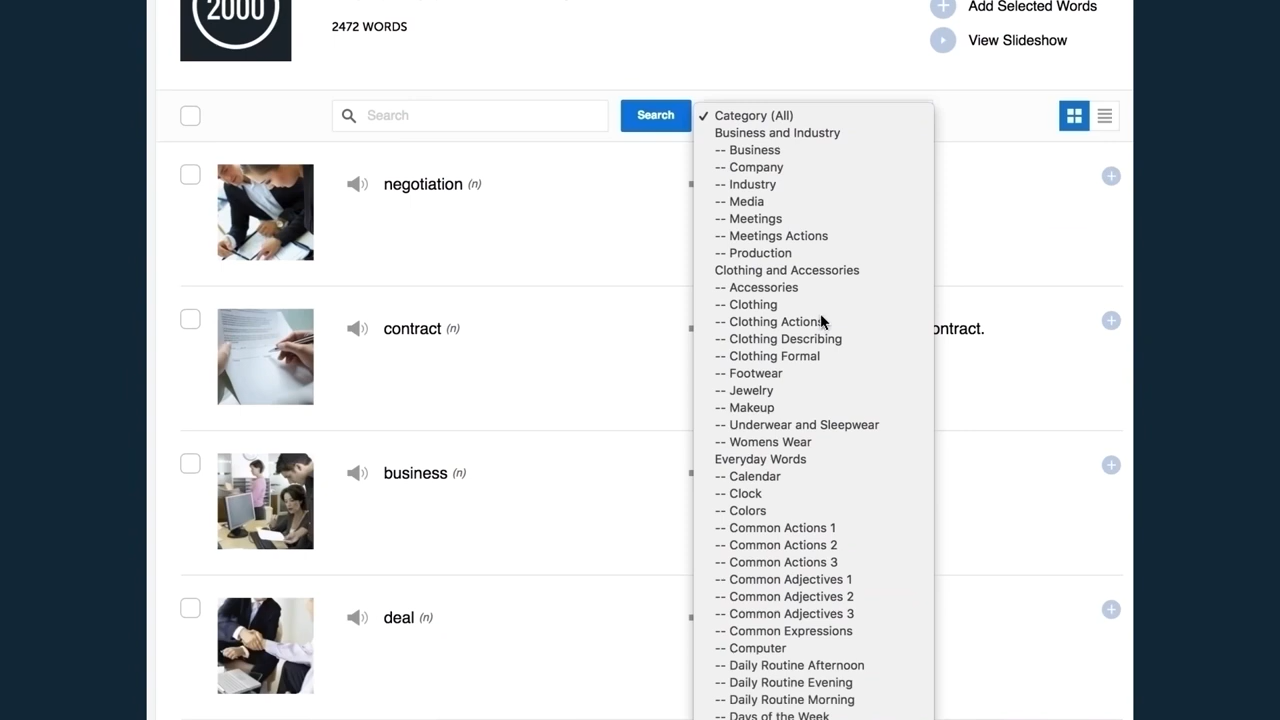 2000
2472 WORDS
Add Selected Words
View Slideshow
Search
Search
✓ Category (All)
Business and Industry
-- Business
-- Company
-- Industry
-- Media
-- Meetings
-- Meetings Actions
-- Production
Clothing and Accessories
-- Accessories
-- Clothing
-- Clothing Actions
-- Clothing Describing
-- Clothing Formal
-- Footwear
-- Jewelry
-- Makeup
-- Underwear and Sleepwear
-- Womens Wear
Everyday Words
-- Calendar
-- Clock
-- Colors
-- Common Actions 1
-- Common Actions 2
-- Common Actions 3
-- Common Adjectives 1
-- Common Adjectives 2
-- Common Adjectives 3
-- Common Expressions
-- Computer
-- Daily Routine Afternoon
-- Daily Routine Evening
-- Daily Routine Morning
-- Days of the Week
negotiation (n)
contract (n)
ontract.
business (n)
deal (n)